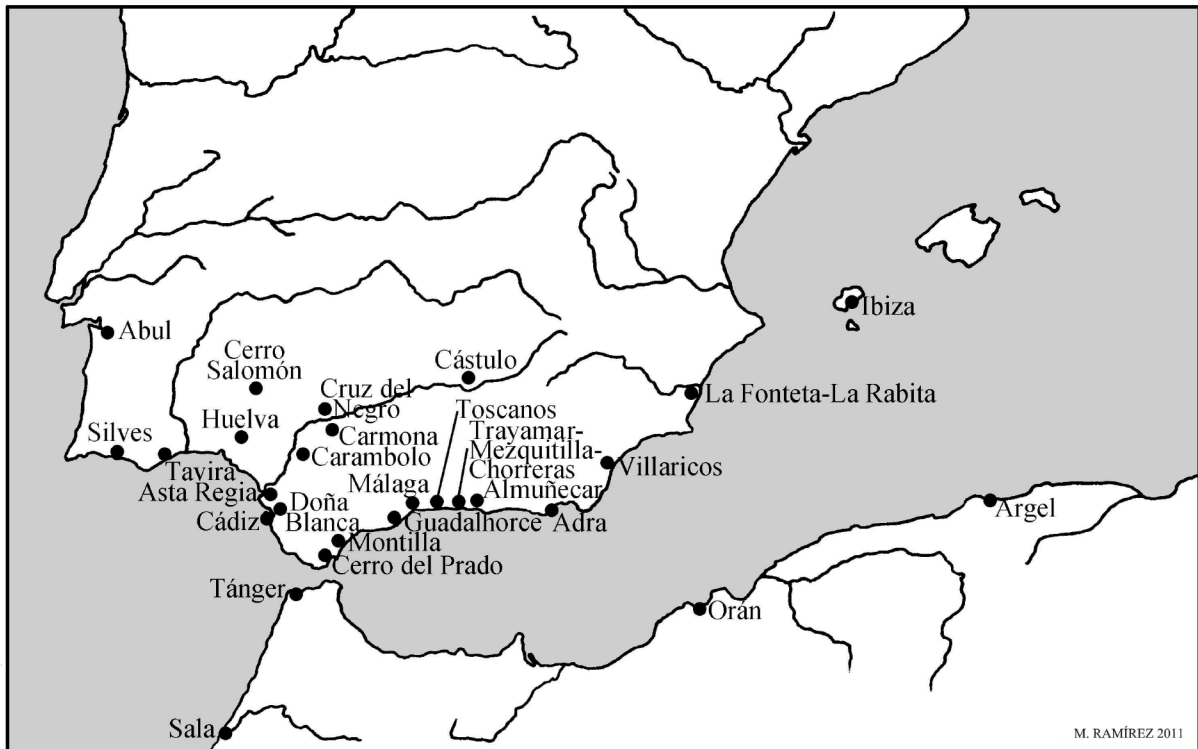 Ibiza
Abul
Cerro
Salomón
Cástulo
Cruz del
Negro
La Fonteta-La Rabita
Toscanos
Huelva
Trayamar-
Mezquitilla-
Chorreras
Silves
Carmona
Carambolo
Villaricos
Tavira
Málaga
Almuñecar
Asta Regia
Doña
Blanca
Cádiz
Guadalhorce
Adra
Argel
Montilla
Cerro del Prado
Tánger
Orán
Sala
M. RAMÍREZ 2011